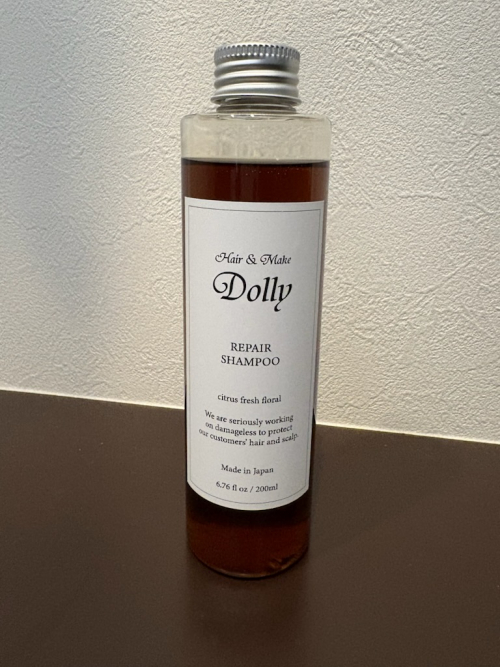 Hair & Make
Dolly
REPAIR
SHAMPOO
citrus fresh floral
We are seriously working
on damageless to protect
our customers' hair and scalp.
Made in Japan
6.76 fl oz / 200ml